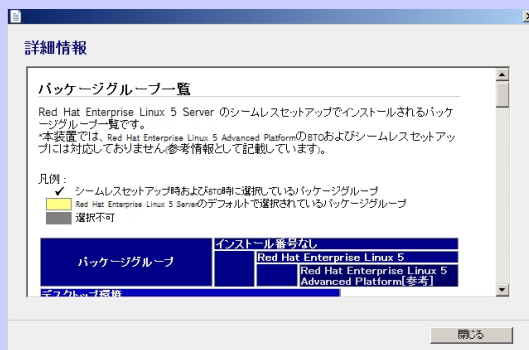 詳細情報
パッケージグループ一覧
Red Hat Enterprise Linux 5 Server のシームレスセットアップでインストールされるパッケ
ージグループ一覧です。
*本装置では、Red Hat Enterprise Linux 5 Advanced PlatformのBTOおよびシームレスセットアッ
プには対応しておりません(参考情報として記載しています)。
凡例：
✓ シームレスセットアップ時およびBTO時に選択しているパッケージグループ
Red Hat Enterprise Linux 5 Serverのデフォルトで選択されているパッケージグループ
選択不可
インストール番号なし
パッケージグループ
Red Hat Enterprise Linux 5
Red Hat Enterprise Linux 5
Advanced Platform[参考]
デスクトップ環境
閉じる